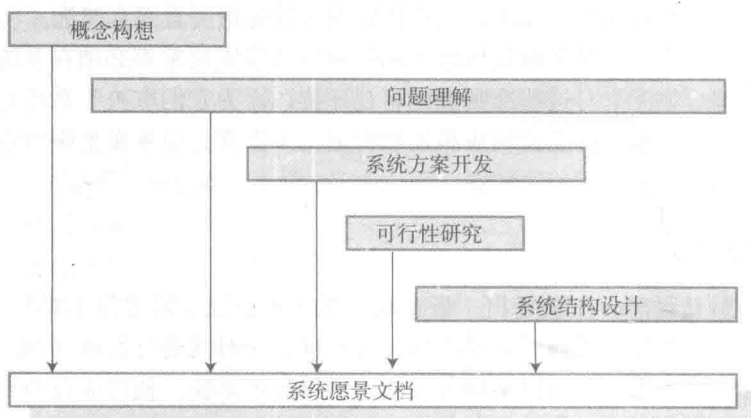 概念构想
问题理解
系统方案开发
可行性研究
系统结构设计
系统愿景文档